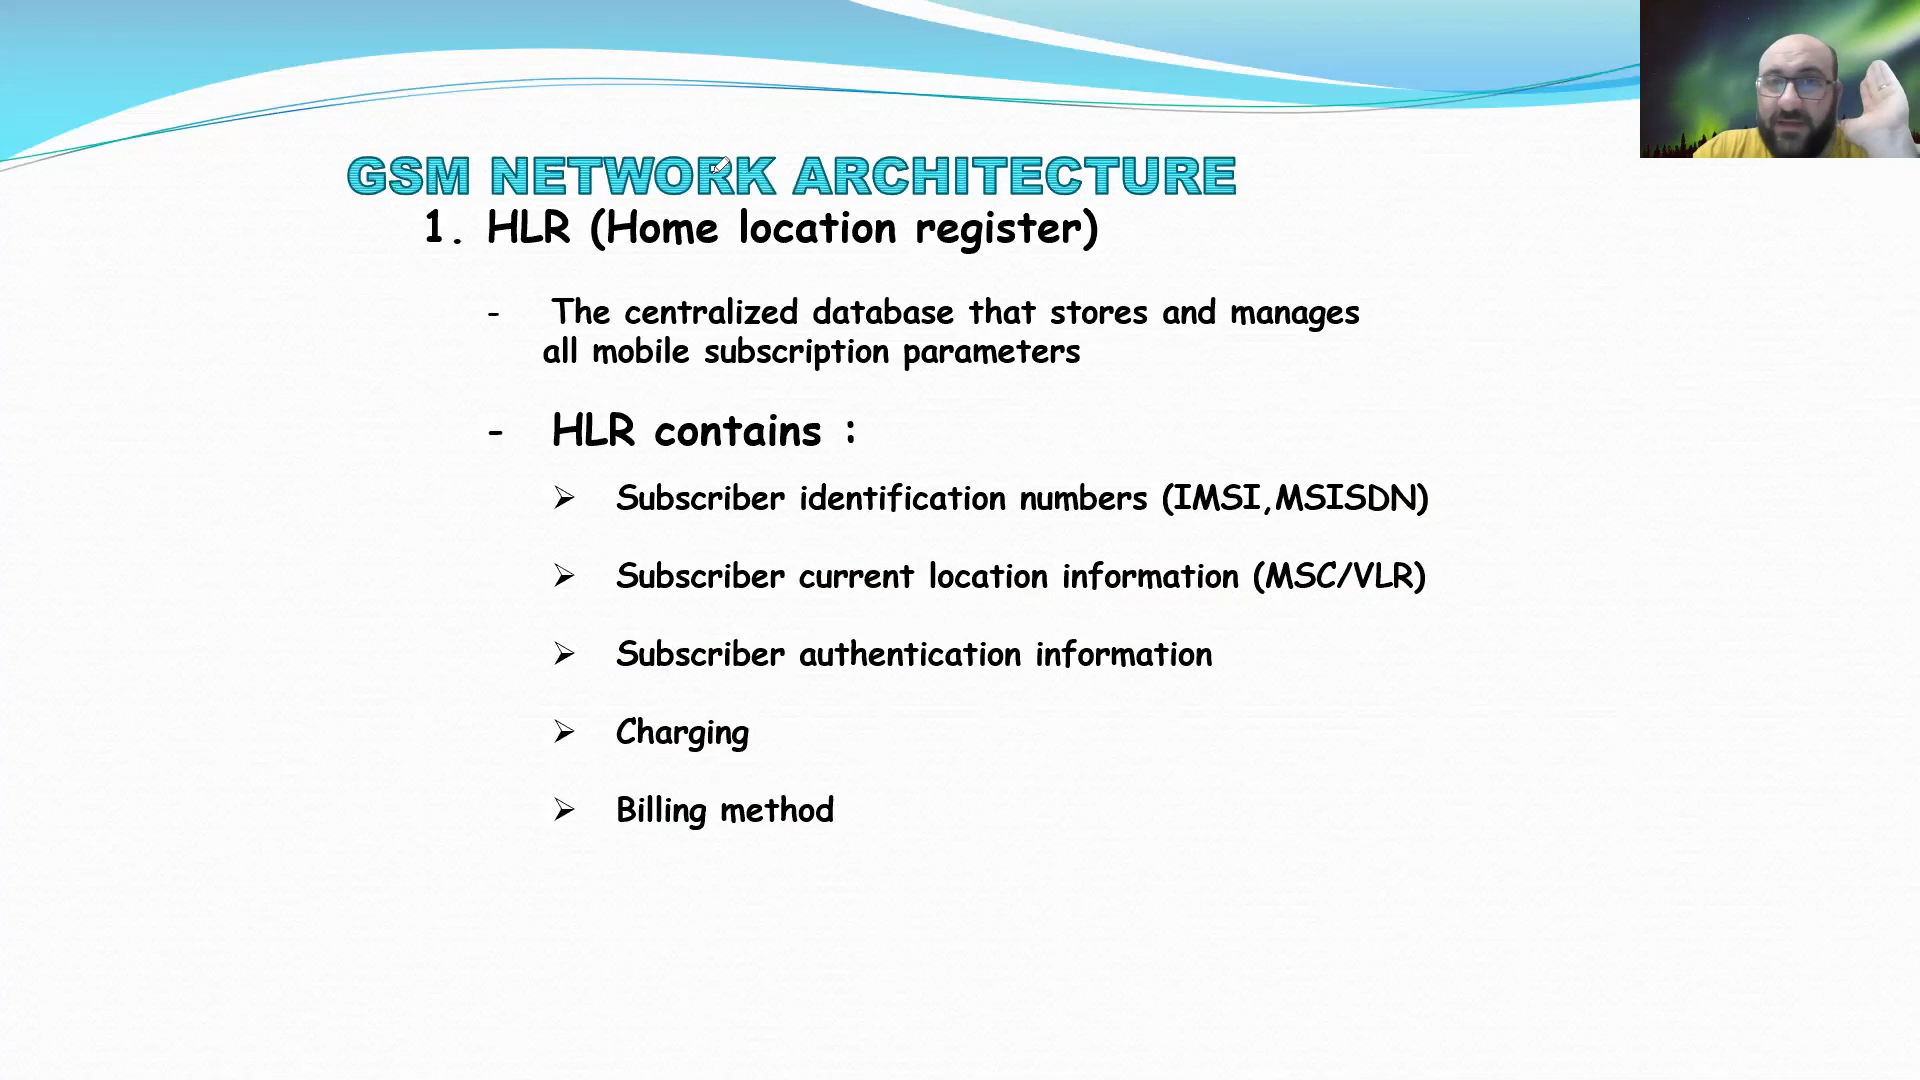 GSM NETWORK ARCHITECTURE
1. HLR (Home location register)
- The centralized database that stores and manages
all mobile subscription parameters
- HLR contains :
➢ Subscriber identification numbers (IMSI,MSISDN)
➢ Subscriber current location information (MSC/VLR)
➢ Subscriber authentication information
➢ Charging
➢ Billing method